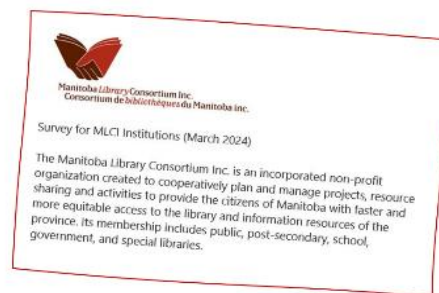 Manitoba Library Consortium Inc.
Consortium de bibliothèques du Manitoba inc.
Survey for MLCI Institutions (March 2024)
The Manitoba Library Consortium Inc. is an incorporated non-profit
organization created to cooperatively plan and manage projects, resource
sharing and activities to provide the citizens of Manitoba with faster and
more equitable access to the library and information resources of the
province. Its membership includes public, post-secondary, school,
government, and special libraries.